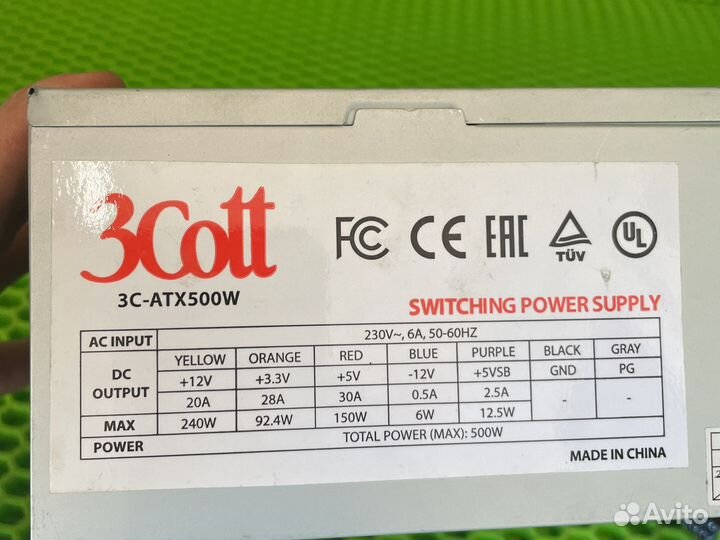 3Cott
3C-ATX500W
FC CE EAC TÜV UL
SWITCHING POWER SUPPLY
AC INPUT 230V~, 6A, 50-60HZ
DC OUTPUT YELLOW ORANGE RED BLUE PURPLE BLACK GRAY
+12V +3.3V +5V -12V +5VSB GND PG
20A 28A 30A 0.5A 2.5A - -
MAX POWER 240W 92.4W 150W 6W 12.5W
TOTAL POWER (MAX): 500W
MADE IN CHINA
Avito